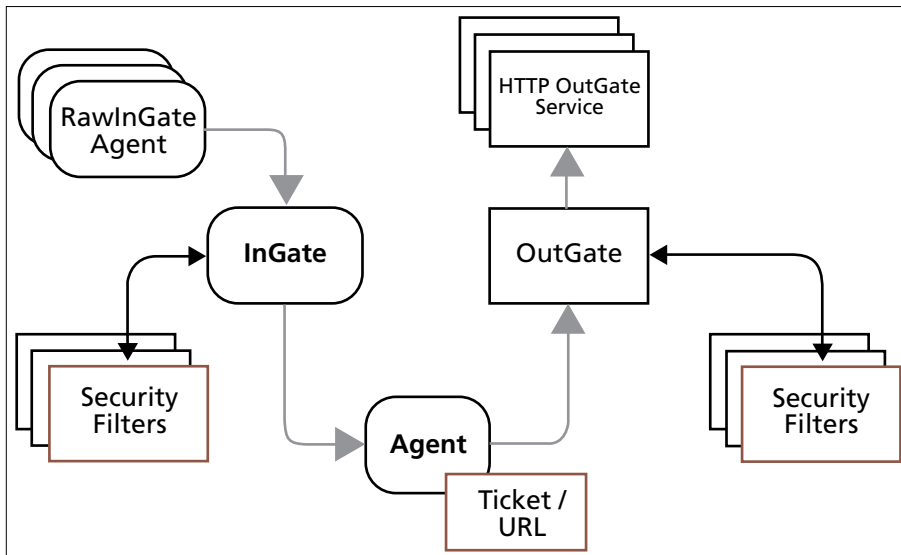 RawInGate
Agent
HTTP OutGate
Service
InGate
OutGate
Security
Filters
Security
Filters
Agent
Ticket /
URL